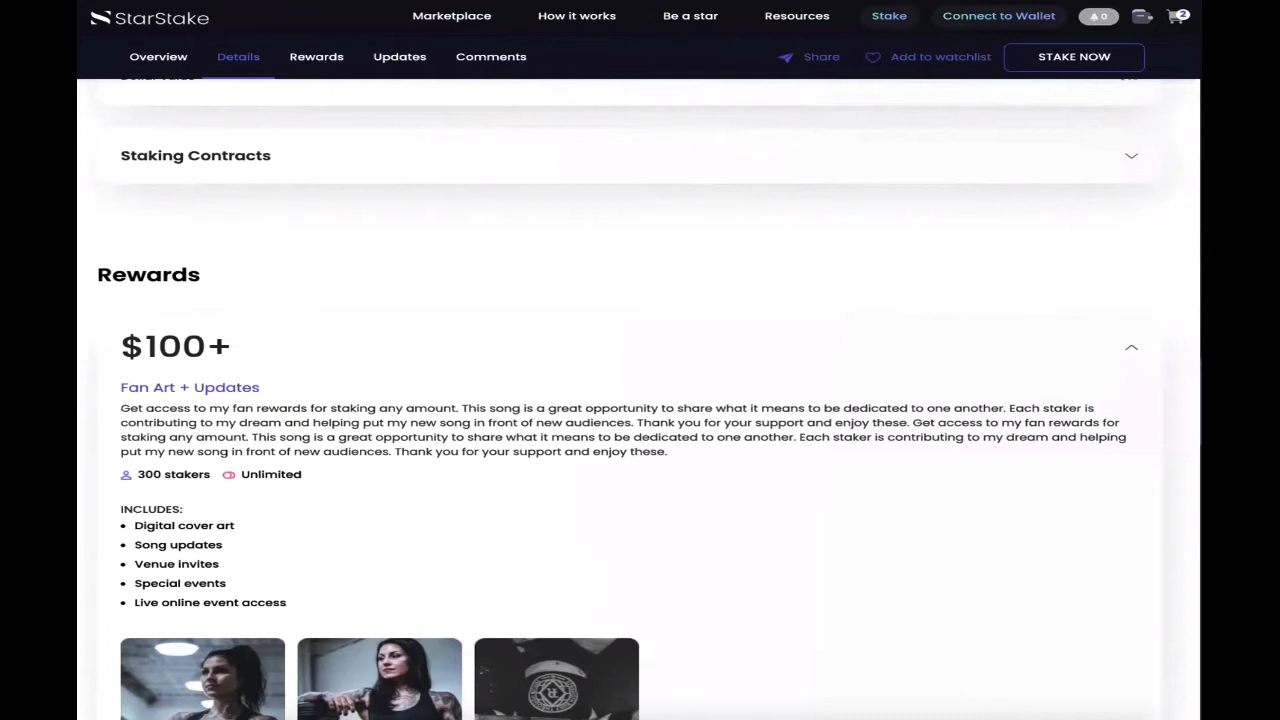 StarStake
Marketplace
How it works
Be a star
Resources
Stake
Connect to Wallet
0
2
Overview
Details
Rewards
Updates
Comments
Share
Add to watchlist
STAKE NOW
Dollar Value
Staking Contracts
Rewards
$100+
Fan Art + Updates
Get access to my fan rewards for staking any amount. This song is a great opportunity to share what it means to be dedicated to one another. Each staker is
contributing to my dream and helping put my new song in front of new audiences. Thank you for your support and enjoy these. Get access to my fan rewards for
staking any amount. This song is a great opportunity to share what it means to be dedicated to one another. Each staker is contributing to my dream and helping
put my new song in front of new audiences. Thank you for your support and enjoy these.
300 stakers
Unlimited
INCLUDES:
• Digital cover art
• Song updates
• Venue invites
• Special events
• Live online event access